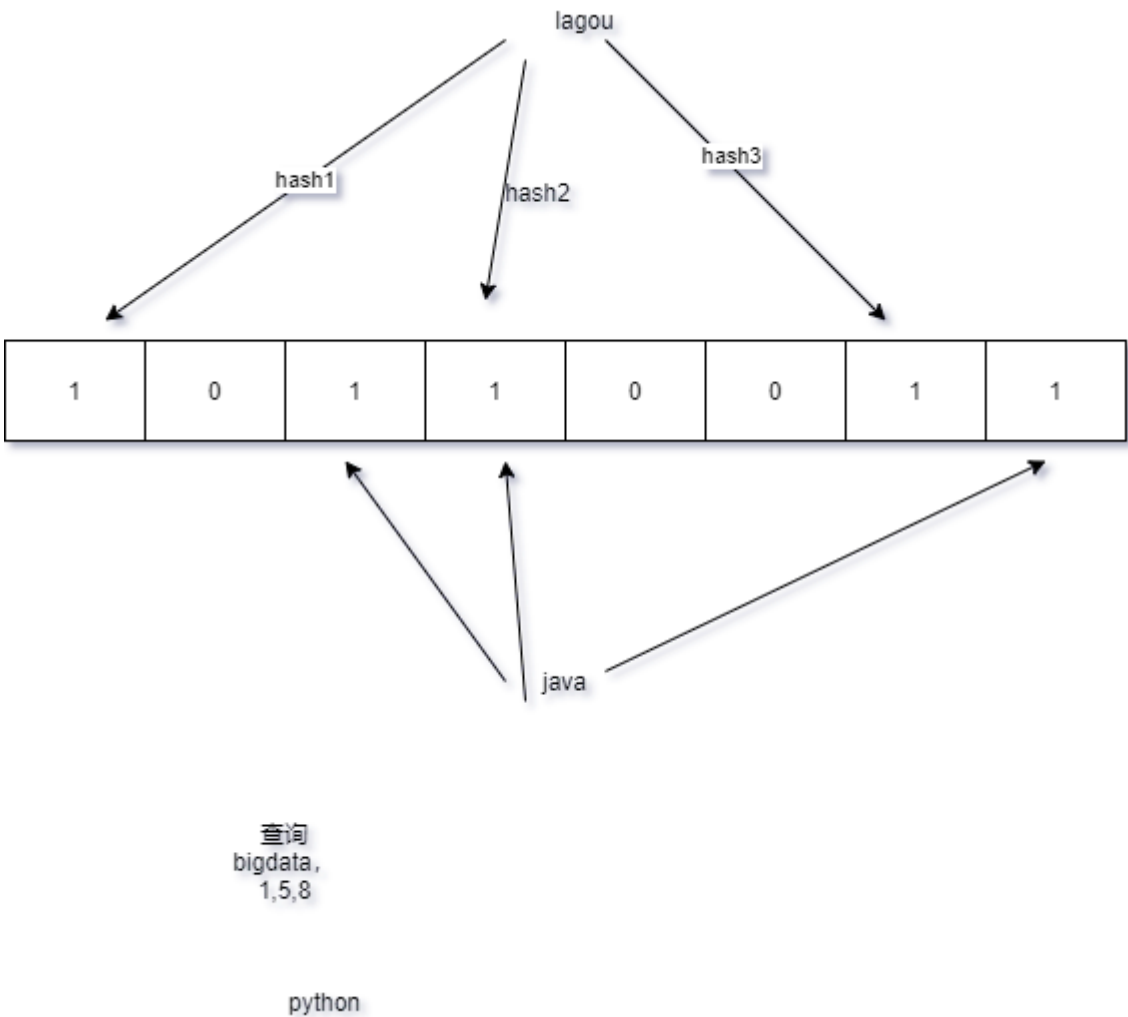 lagou
hash3
hash1
hash2
1 0 1 1 0 0 1 1
java
查询
bigdata，
1,5,8
python